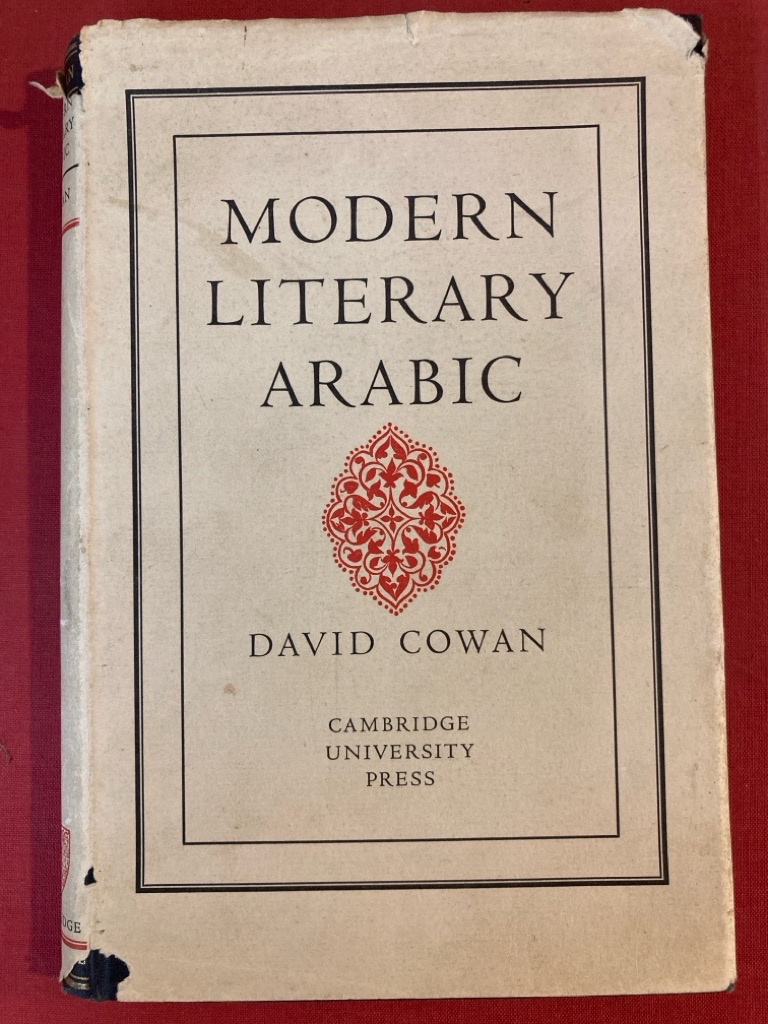 MODERN
LITERARY
ARABIC
DAVID COWAN
CAMBRIDGE
UNIVERSITY
PRESS